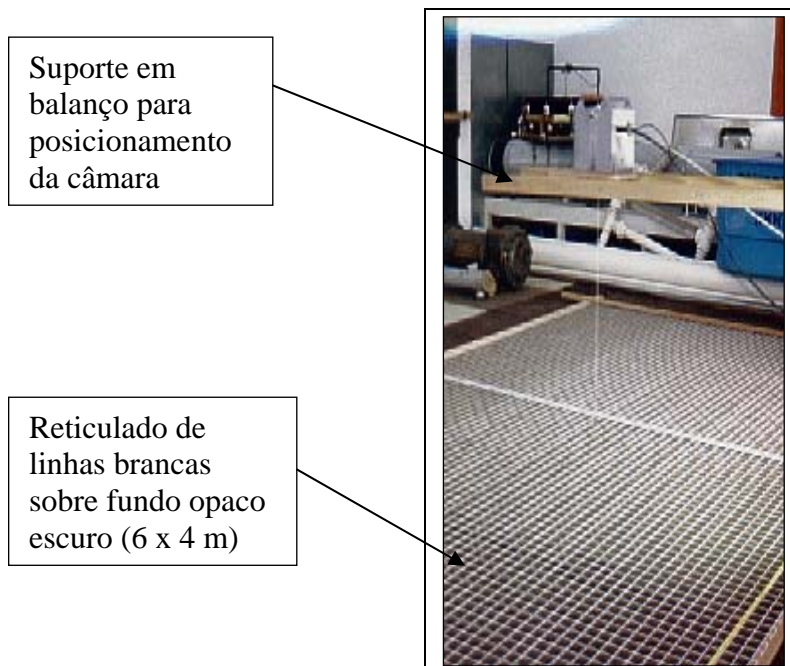 Suporte em
balanço para
posicionamento
da câmara
Reticulado de
linhas brancas
sobre fundo opaco
escuro (6 x 4 m)